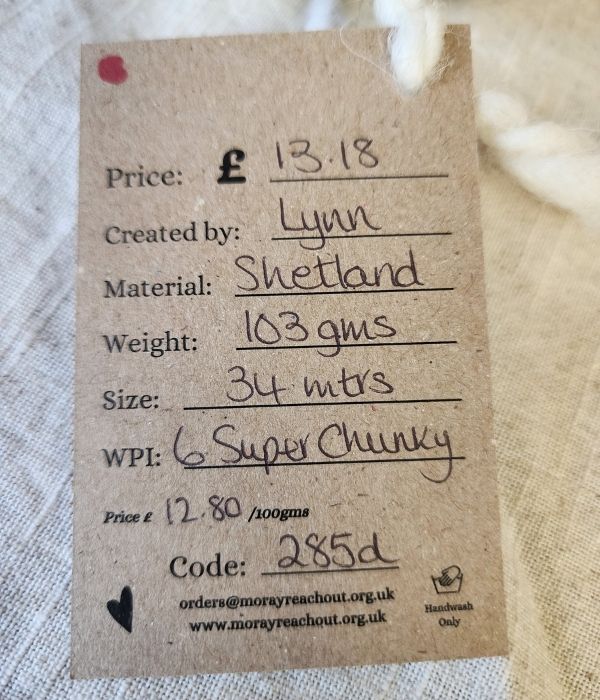 Price: £ 13.18
Created by: Lynn
Material: Shetland
Weight: 103 gms
Size: 34 mtrs
WPI: 6 Super Chunky
Price £ 12.80 /100gms
Code: 285d
orders@morayreachout.org.uk
www.morayreachout.org.uk
Handwash
Only